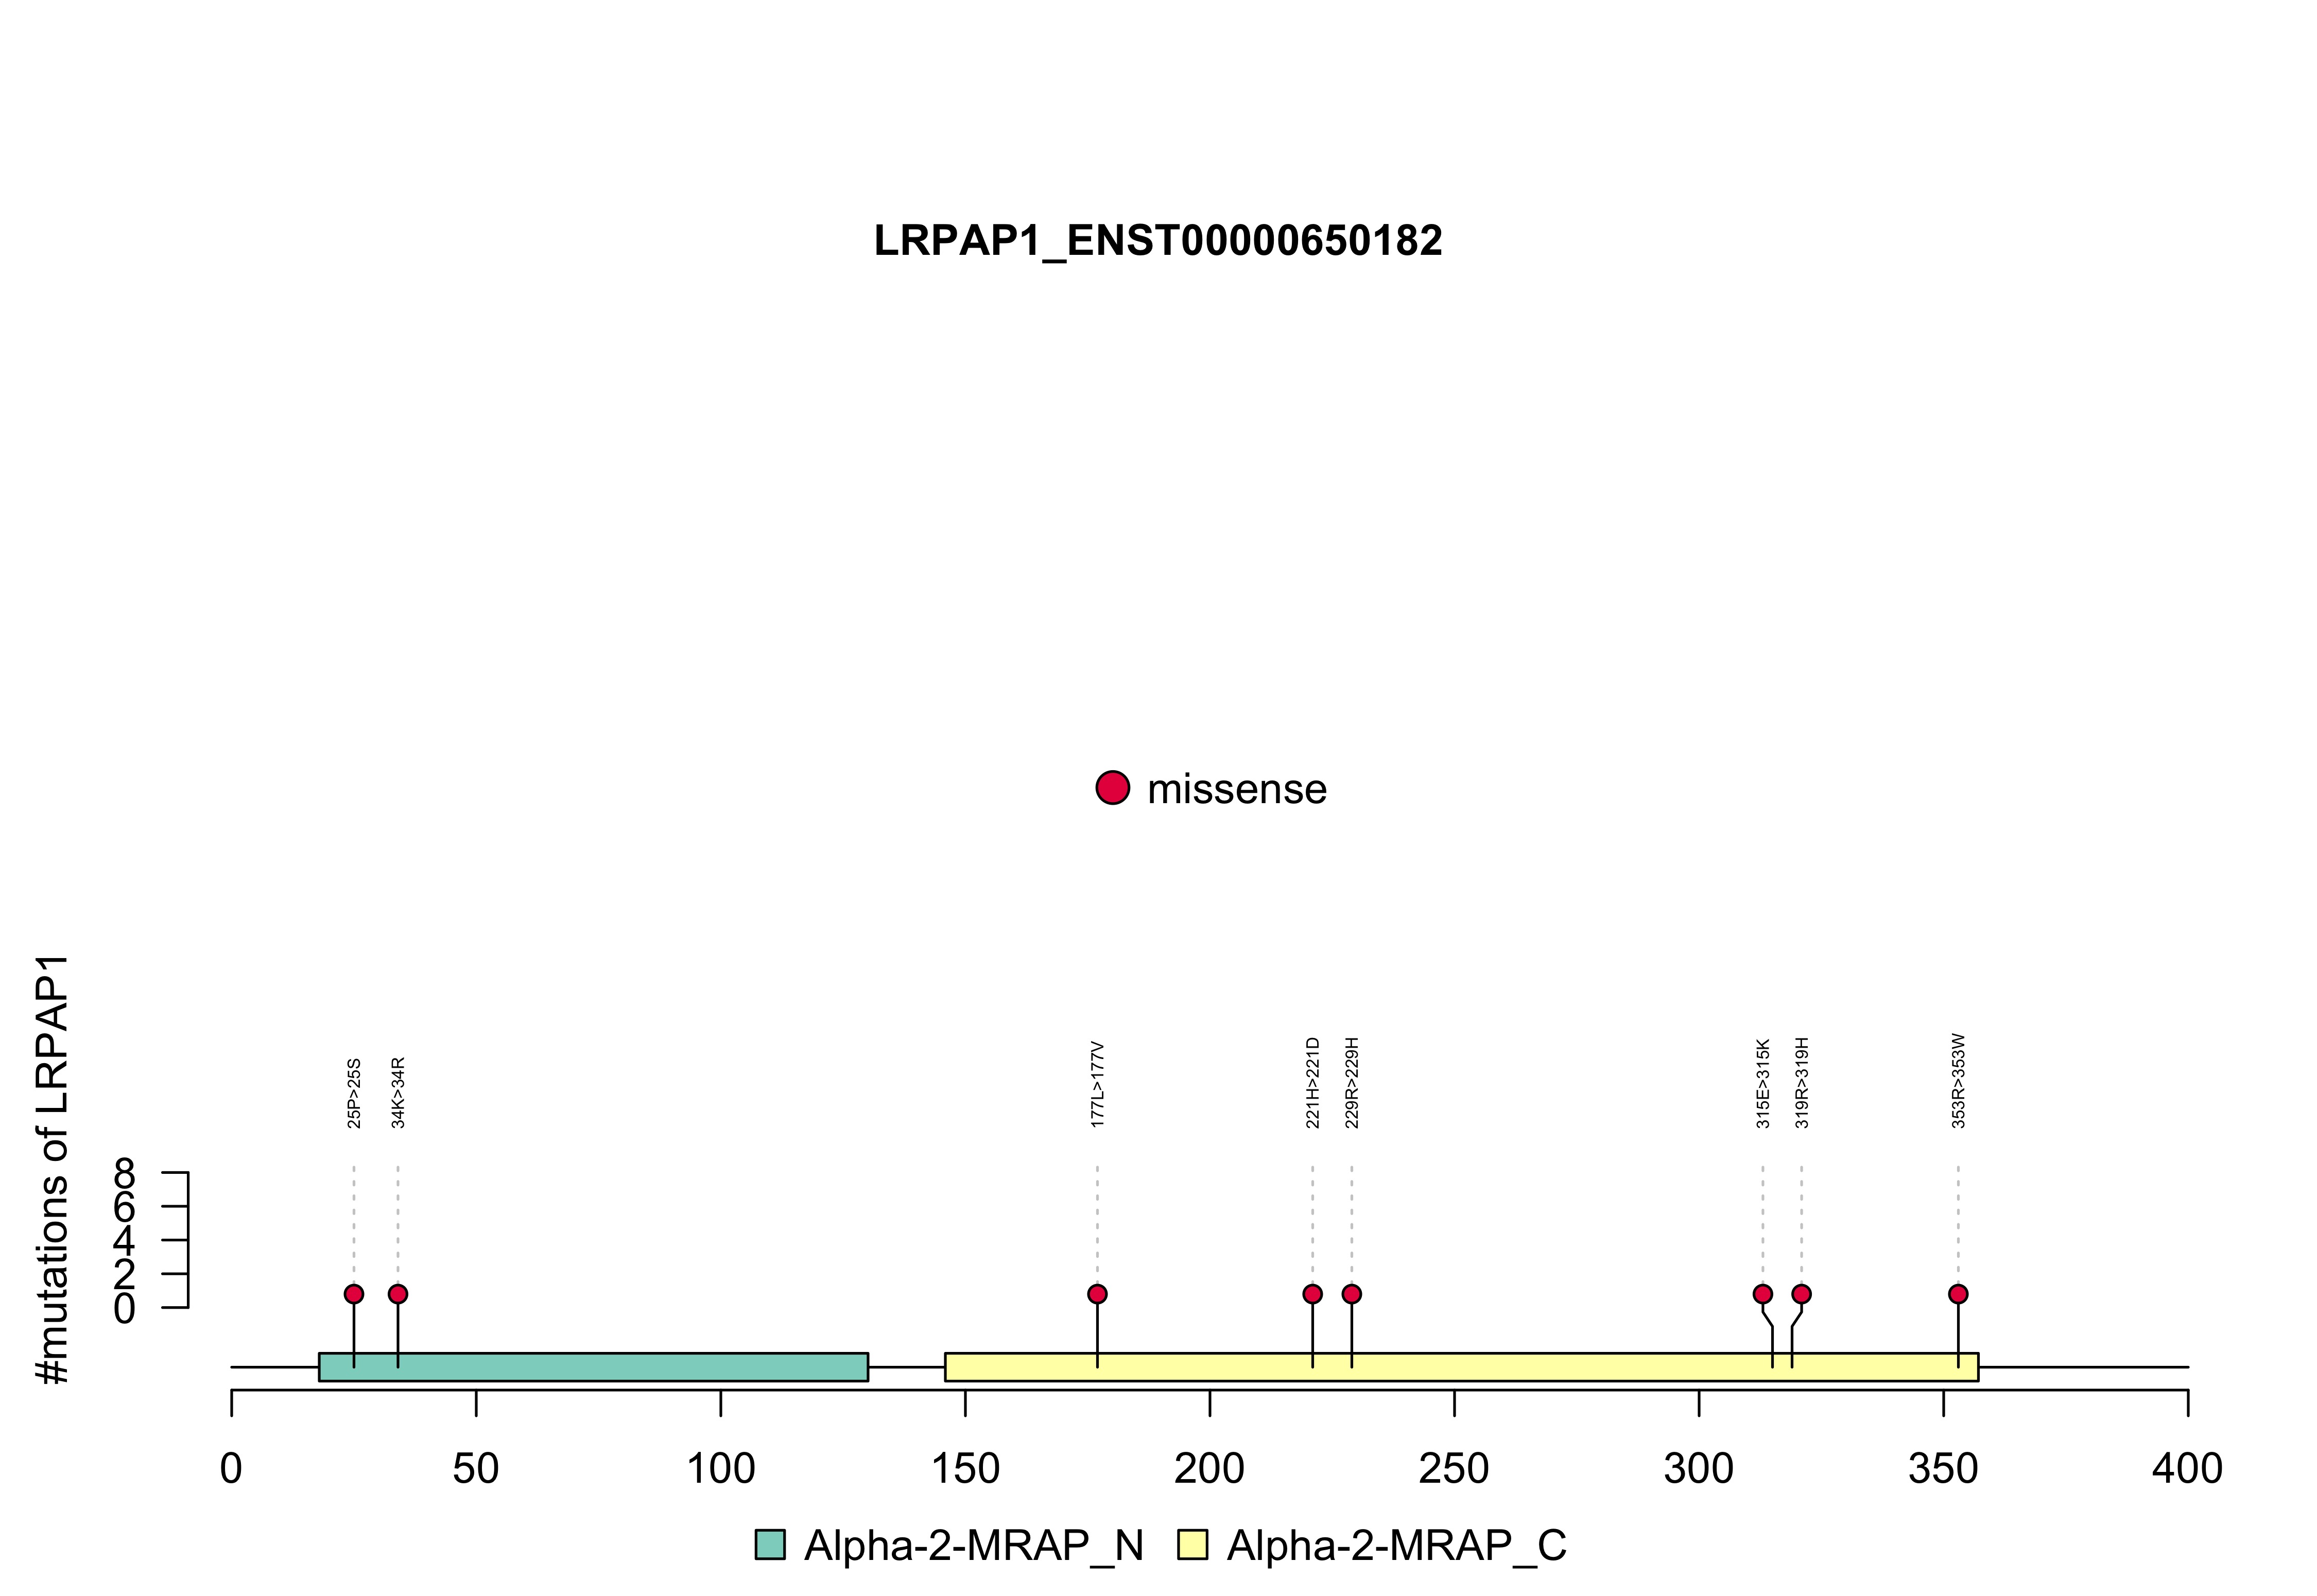 LRPAP1_ENST00000650182
missense
#mutations of LRPAP1
25P>25S
34K>34R
177L>177V
221H>221D
229R>229H
315E>315K
319R>319H
353R>353W
8
6
4
2
0
0 50 100 150 200 250 300 350 400
Alpha-2-MRAP_N Alpha-2-MRAP_C